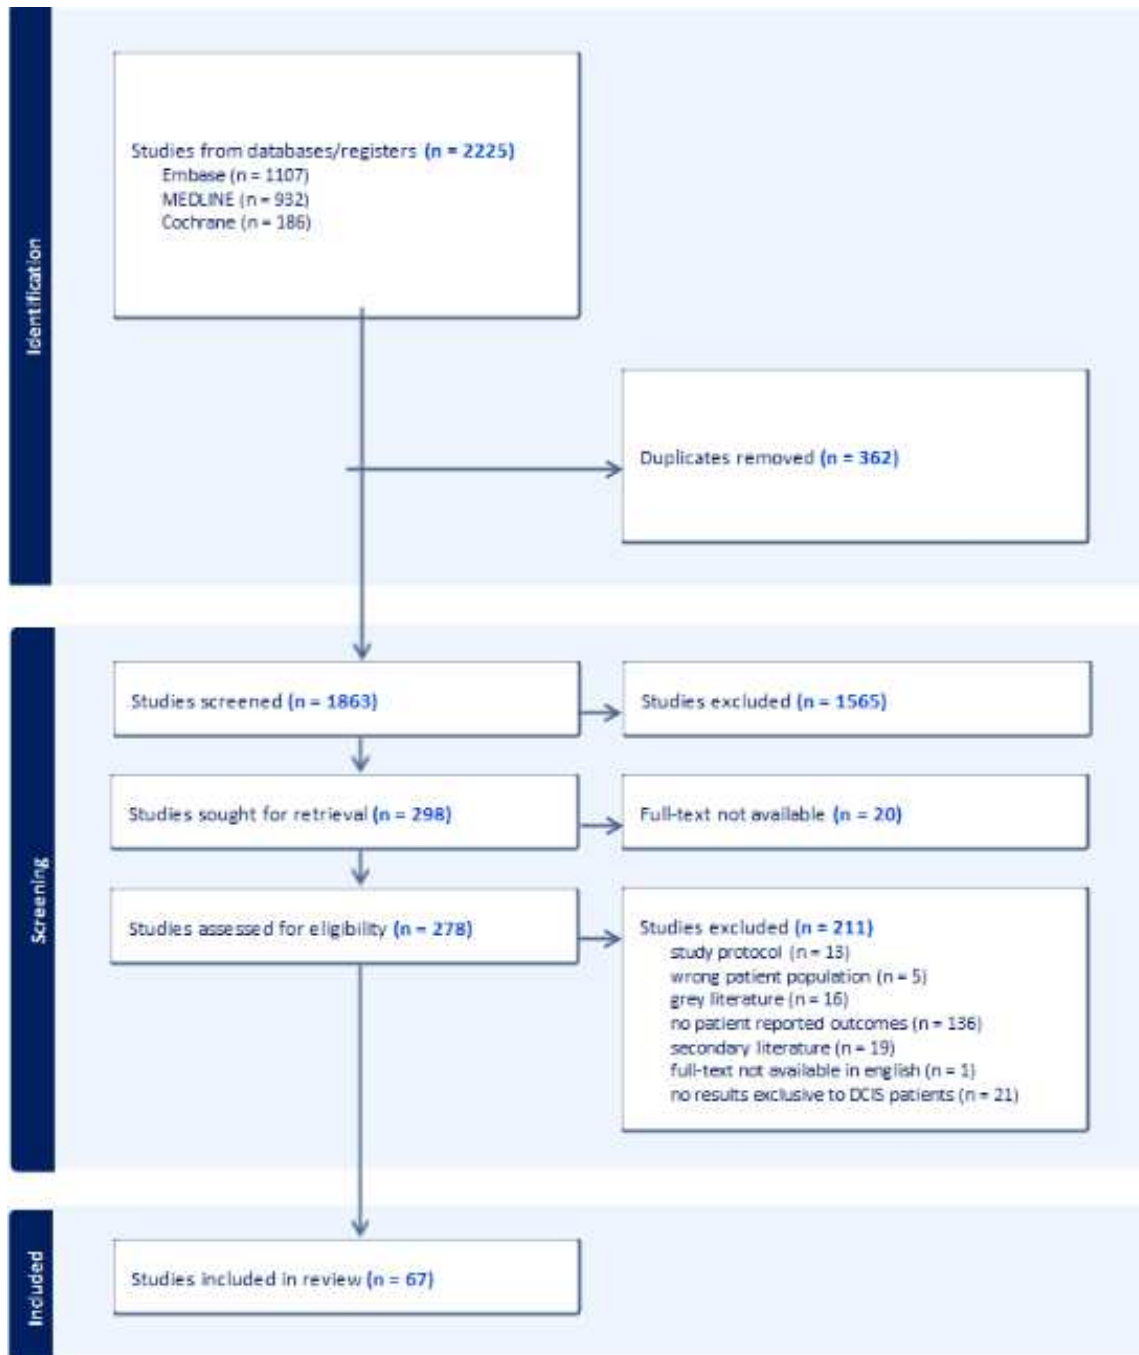 Identification
Studies from databases/registers (n = 2225)
Embase (n = 1107)
MEDLINE (n = 932)
Cochrane (n = 186)
Duplicates removed (n = 362)
Screening
Studies screened (n = 1863)
Studies excluded (n = 1565)
Studies sought for retrieval (n = 298)
Full-text not available (n = 20)
Studies assessed for eligibility (n = 278)
Studies excluded (n = 211)
study protocol (n = 13)
wrong patient population (n = 5)
grey literature (n = 16)
no patient reported outcomes (n = 136)
secondary literature (n = 19)
full-text not available in english (n = 1)
no results exclusive to DCIS patients (n = 21)
Included
Studies included in review (n = 67)